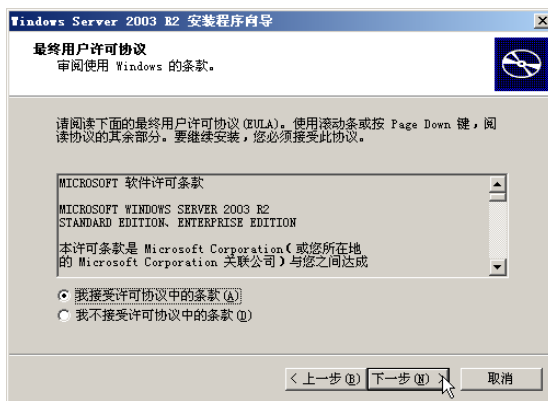 Windows Server 2003 R2 安装程序向导
最终用户许可协议
审阅使用 Windows 的条款。
请阅读下面的最终用户许可协议(EULA)。使用滚动条或按 Page Down 键，阅
读协议的其余部分。要继续安装，您必须接受此协议。
MICROSOFT 软件许可条款
MICROSOFT WINDOWS SERVER 2003 R2
STANDARD EDITION、ENTERPRISE EDITION
本许可条款是 Microsoft Corporation（或您所在地
的 Microsoft Corporation 关联公司）与您之间达成
我接受许可协议中的条款(A)
我不接受许可协议中的条款(D)
< 上一步(B) 下一步(N) > 取消